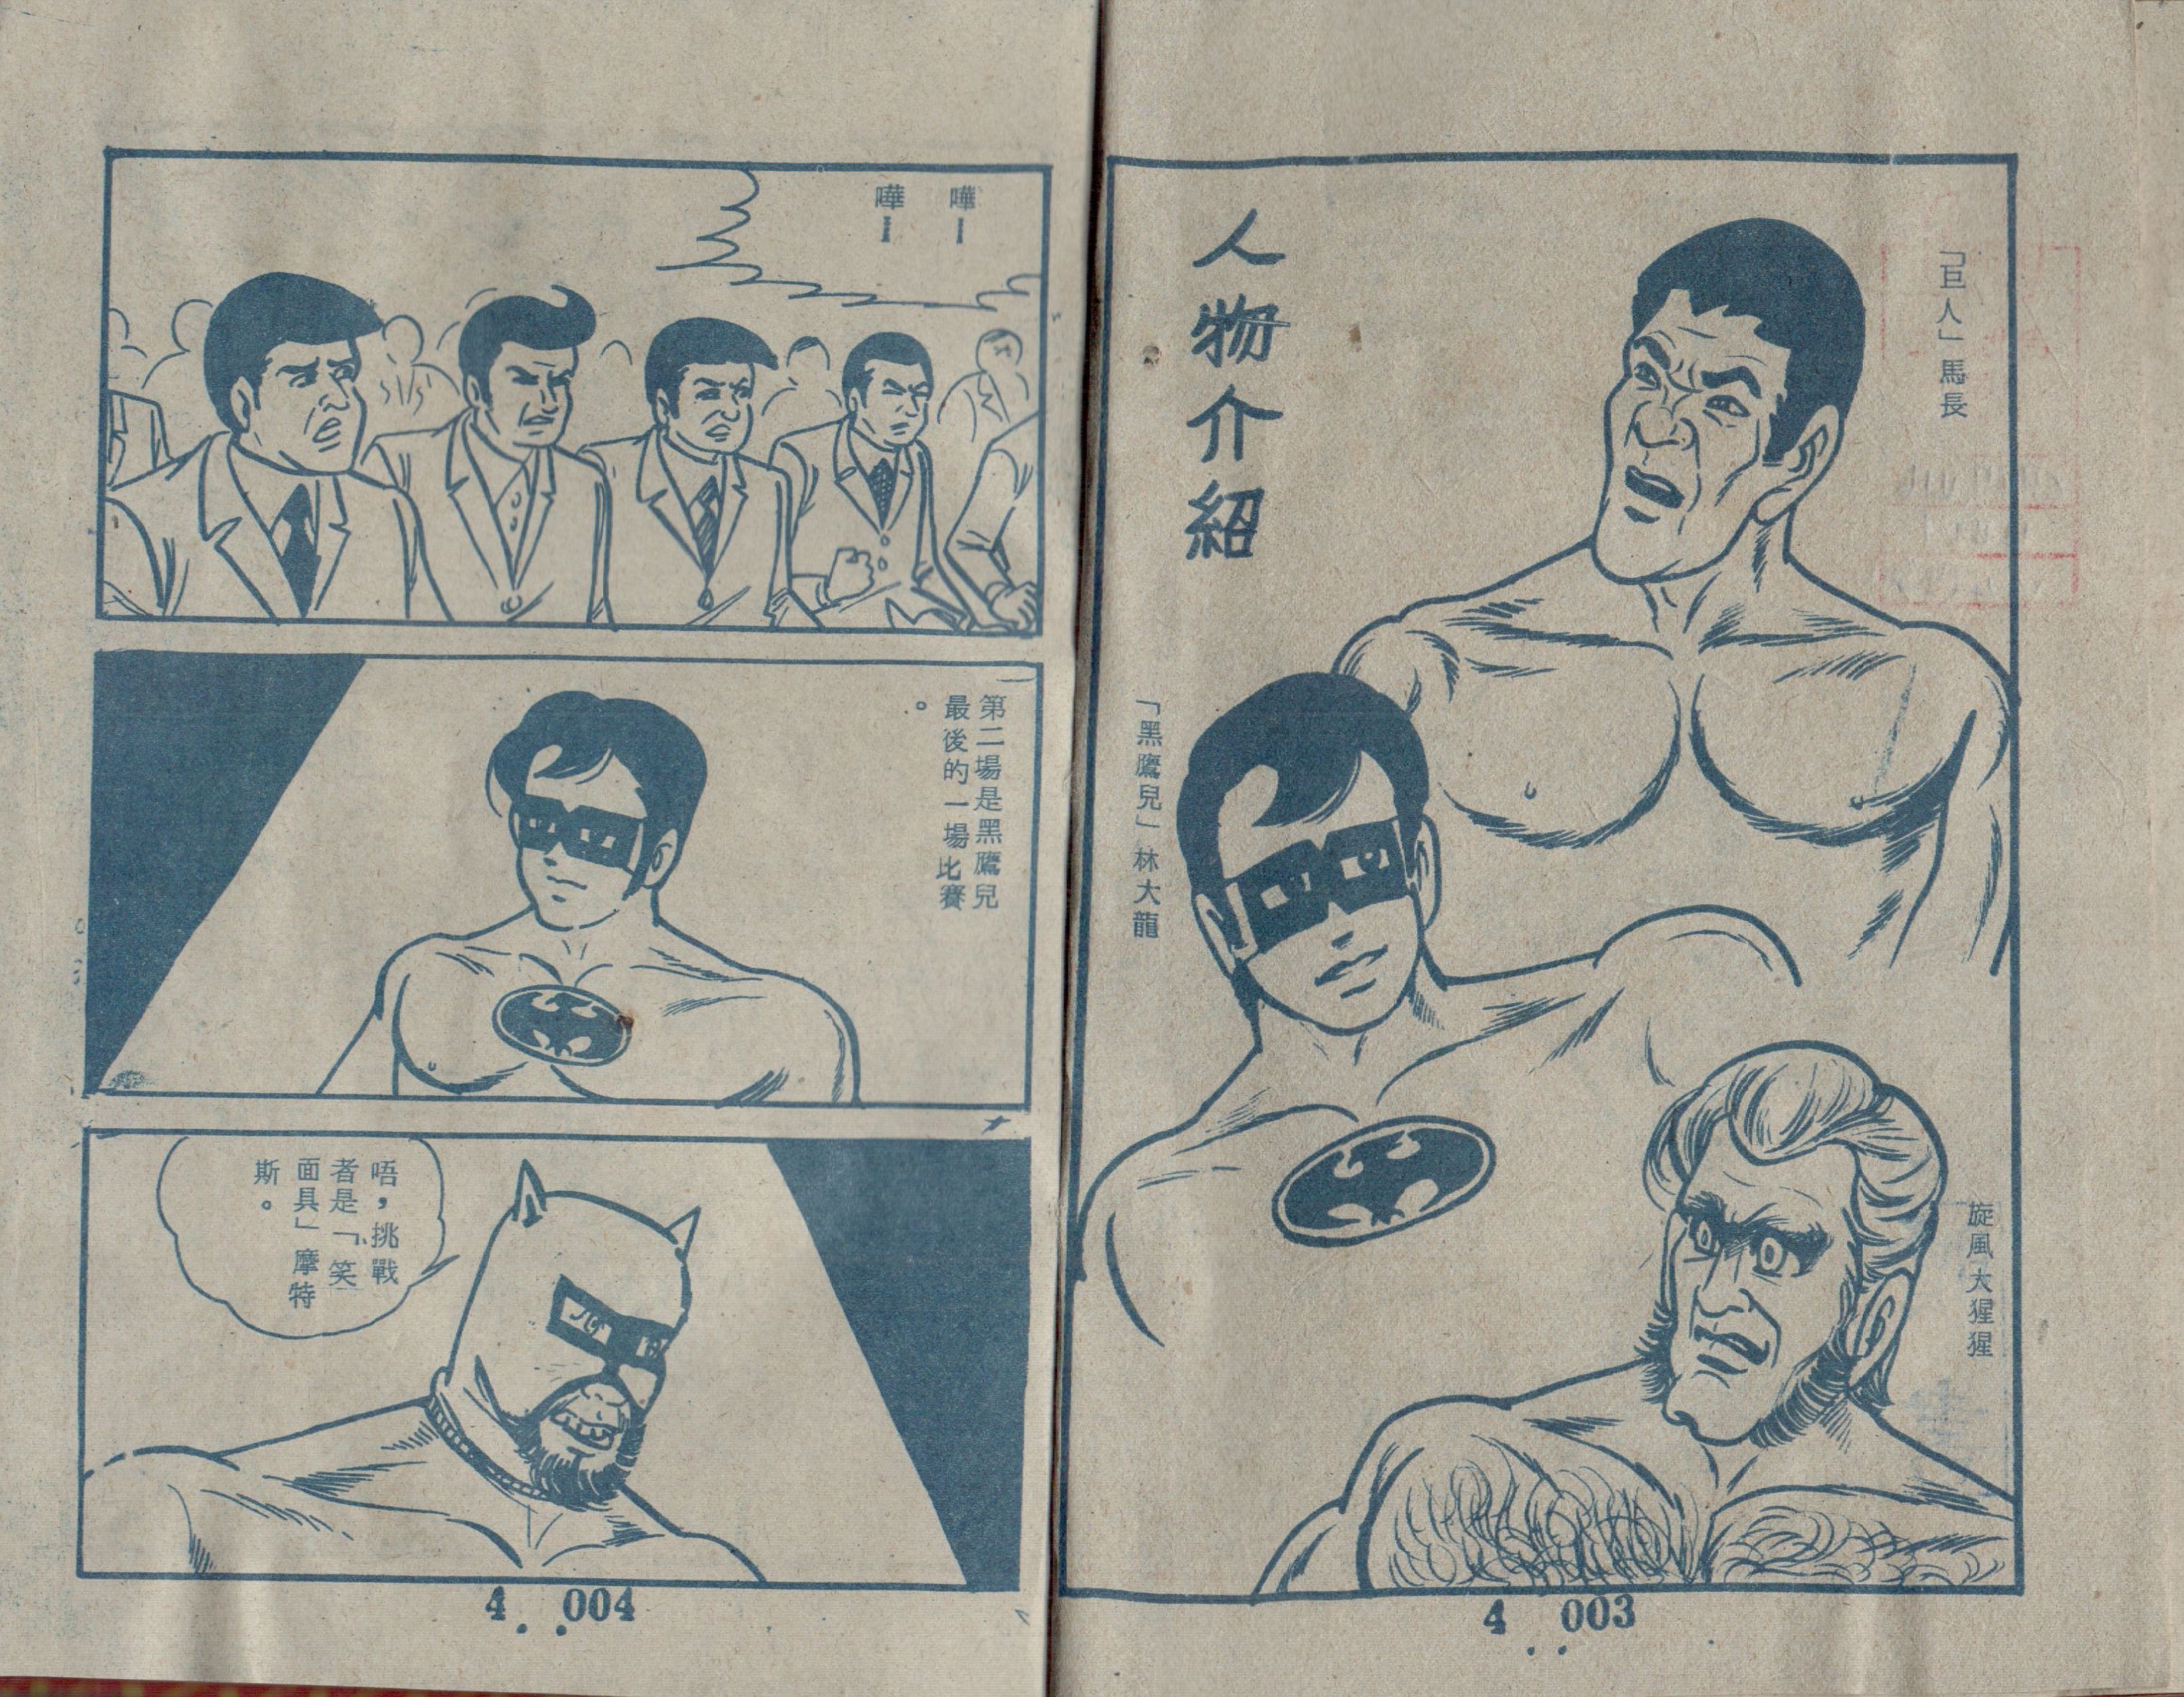 人物介紹
「巨人」馬長
「黑鷹兒」林大龍
旋風大猩猩
4 003
嘩—
嘩—
第二場是黑鷹兒
最後的一場比賽
。
唔，挑戰
者是「笑
面具」摩特
斯。
4 004